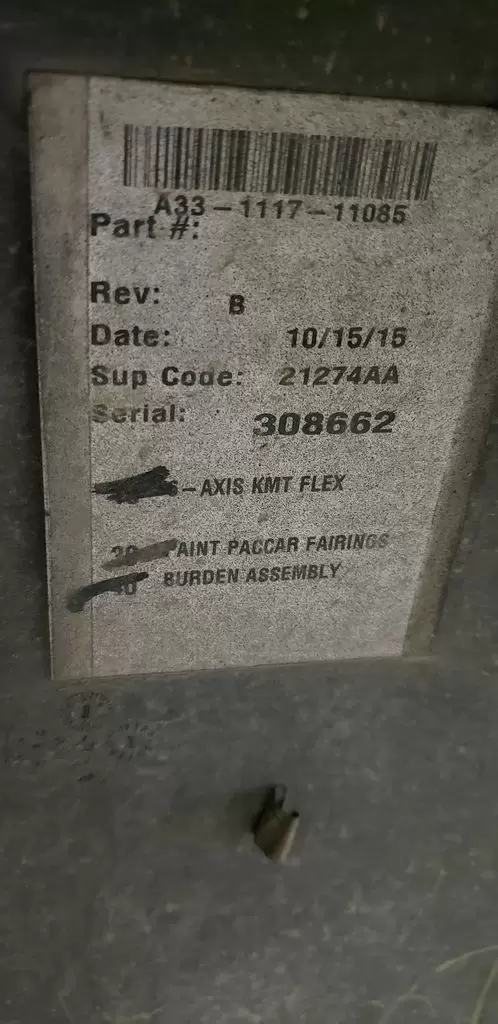 A33-1117-11085
Part #:
Rev: B
Date: 10/15/15
Sup Code: 21274AA
Serial: 308662
-AXIS KMT FLEX
AINT PACCAR FAIRINGS
BURDEN ASSEMBLY